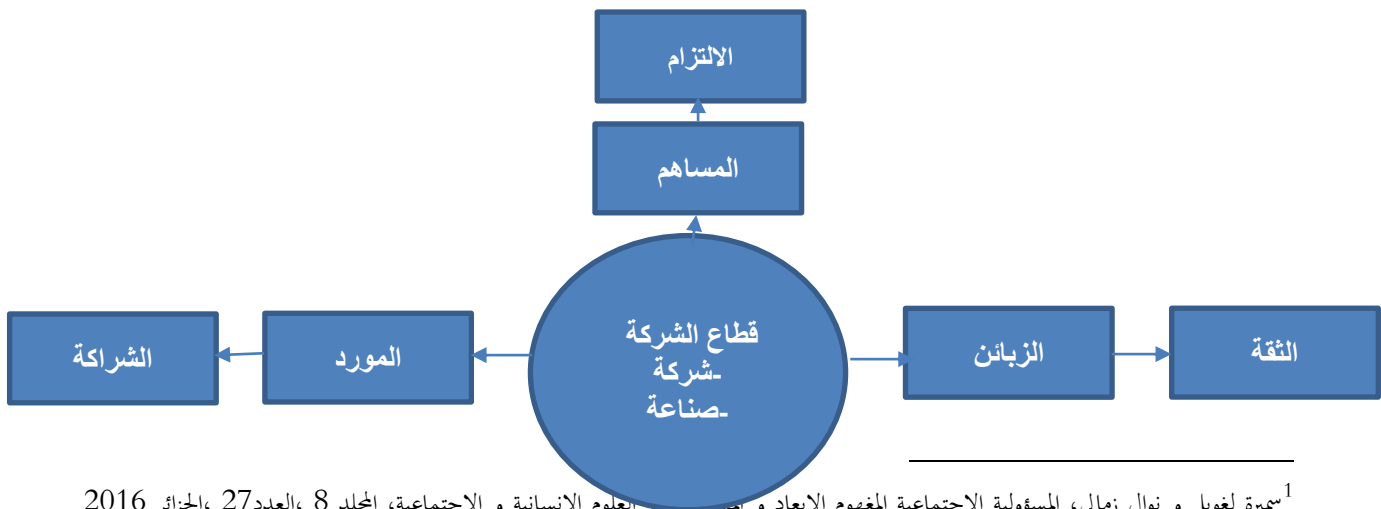 الالتزام
المساهم
قطاع الشركة
-شركة
-صناعة
الزبائن
الثقة
المورد
الشراكة
1سميرة لغويل و نوال زمالي، المسؤولية الاجتماعية المفهوم الابعاد و العلوم الانسانية و الاجتماعية، المجلد 8 ،العدد27 ،الجزائر 2016